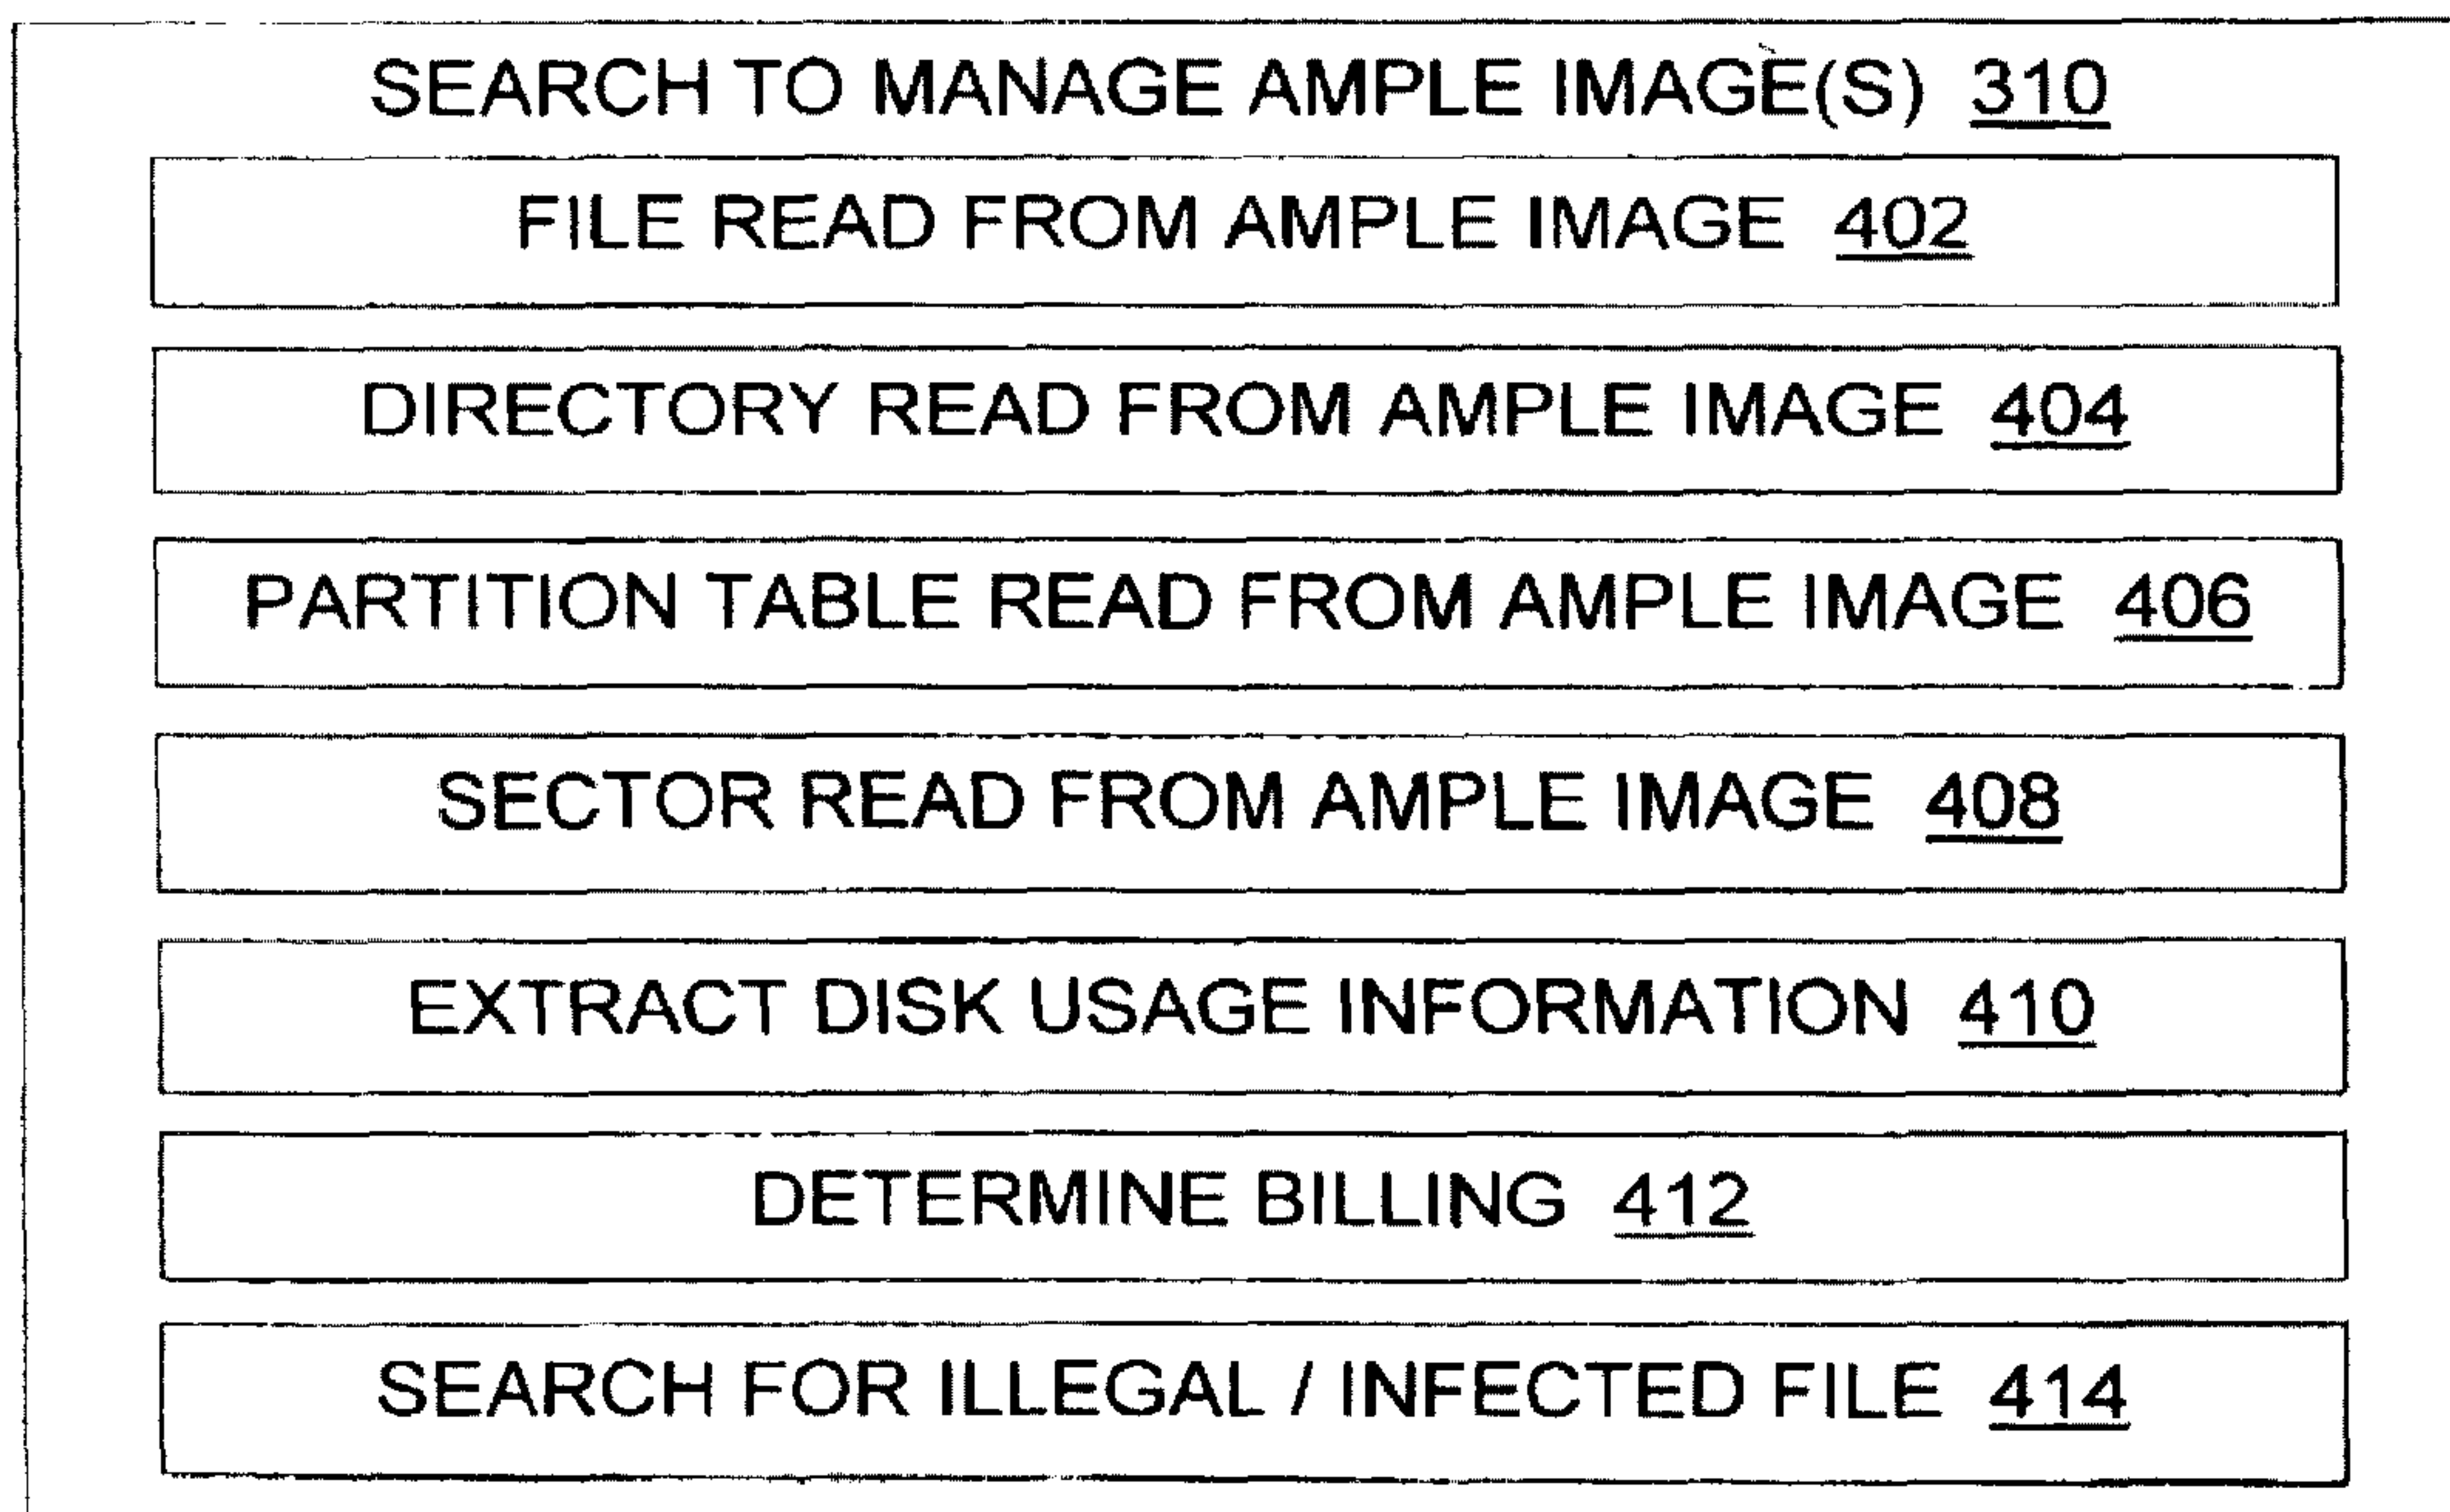 SEARCH TO MANAGE AMPLE IMAGE(S) 310
FILE READ FROM AMPLE IMAGE 402
DIRECTORY READ FROM AMPLE IMAGE 404
PARTITION TABLE READ FROM AMPLE IMAGE 406
SECTOR READ FROM AMPLE IMAGE 408
EXTRACT DISK USAGE INFORMATION 410
DETERMINE BILLING 412
SEARCH FOR ILLEGAL / INFECTED FILE 414